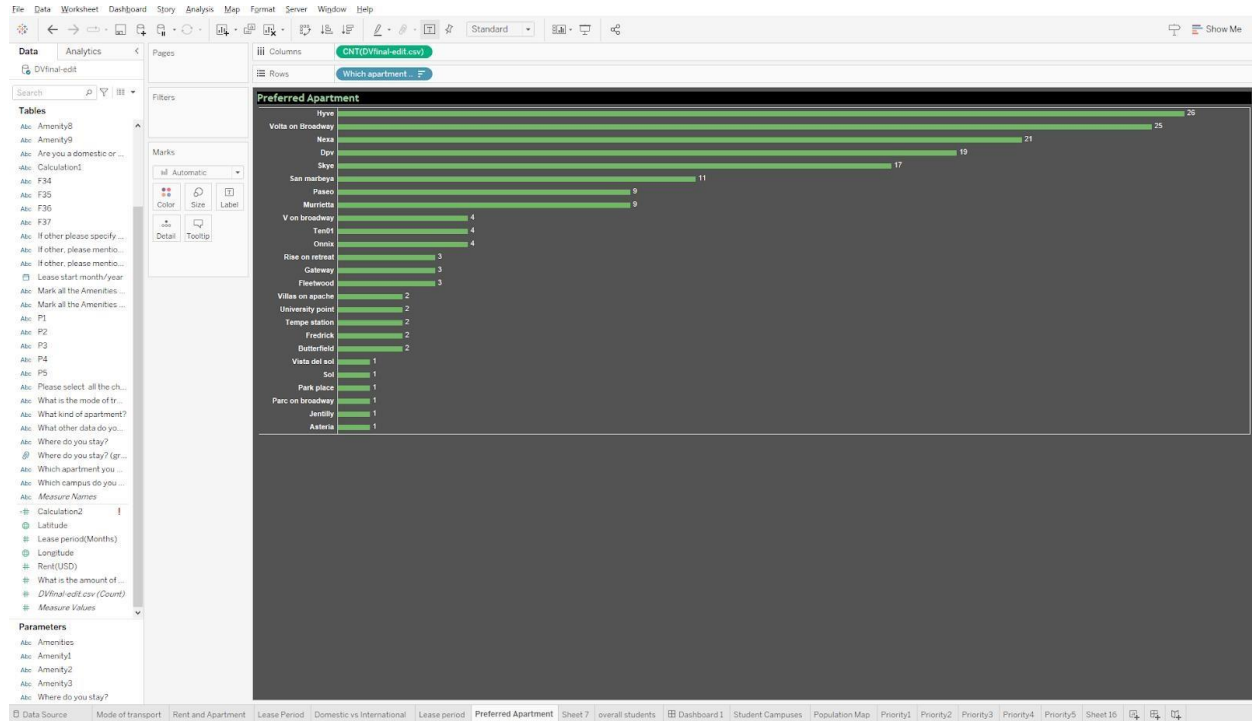 File Data Worksheet Dashboard Story Analysis Map Format Server Window Help
Standard
Show Me
Data Analytics
DVfinal-edit
Search
Tables
Abc Amenity8
Abc Amenity9
Abc Are you a domestic or ...
=Abc Calculation1
Abc F34
Abc F35
Abc F36
Abc F37
Abc If other please specify ...
Abc If other, please mentio...
Abc If other, please mentio...
Lease start month/year
Abc Mark all the Amenities ...
Abc Mark all the Amenities ...
Abc P1
Abc P2
Abc P3
Abc P4
Abc P5
Abc Please select all the ch...
Abc What is the mode of tr...
Abc What kind of apartment?
Abc What other data do yo...
Abc Where do you stay?
Where do you stay? (gr...
Abc Which apartment you ...
Abc Which campus do you ...
Abc Measure Names
=# Calculation2 !
Latitude
# Lease period(Months)
Longitude
# Rent(USD)
# What is the amount of ...
# DVfinal-edit.csv (Count)
# Measure Values
Parameters
Abc Amenities
Abc Amenity1
Abc Amenity2
Abc Amenity3
Abc Where do you stay?
Pages
Filters
Marks
Automatic
Color Size Label
Detail Tooltip
Columns CNT(DVfinal-edit.csv)
Rows Which apartment ..
Preferred Apartment
Hyve 26
Volta on Broadway 25
Nexa 21
Dpv 19
Skye 17
San marbeya 11
Paseo 9
Murrietta 9
V on broadway 4
Ten01 4
Onnix 4
Rise on retreat 3
Gateway 3
Fleetwood 3
Villas on apache 2
University point 2
Tempe station 2
Fredrick 2
Butterfield 2
Vista del sol 1
Sol 1
Park place 1
Parc on broadway 1
Jentilly 1
Asteria 1
Data Source Mode of transport Rent and Apartment Lease Period Domestic vs International Lease period Preferred Apartment Sheet 7 overall students Dashboard 1 Student Campuses Population Map Priority1 Priority2 Priority3 Priority4 Priority5 Sheet 16